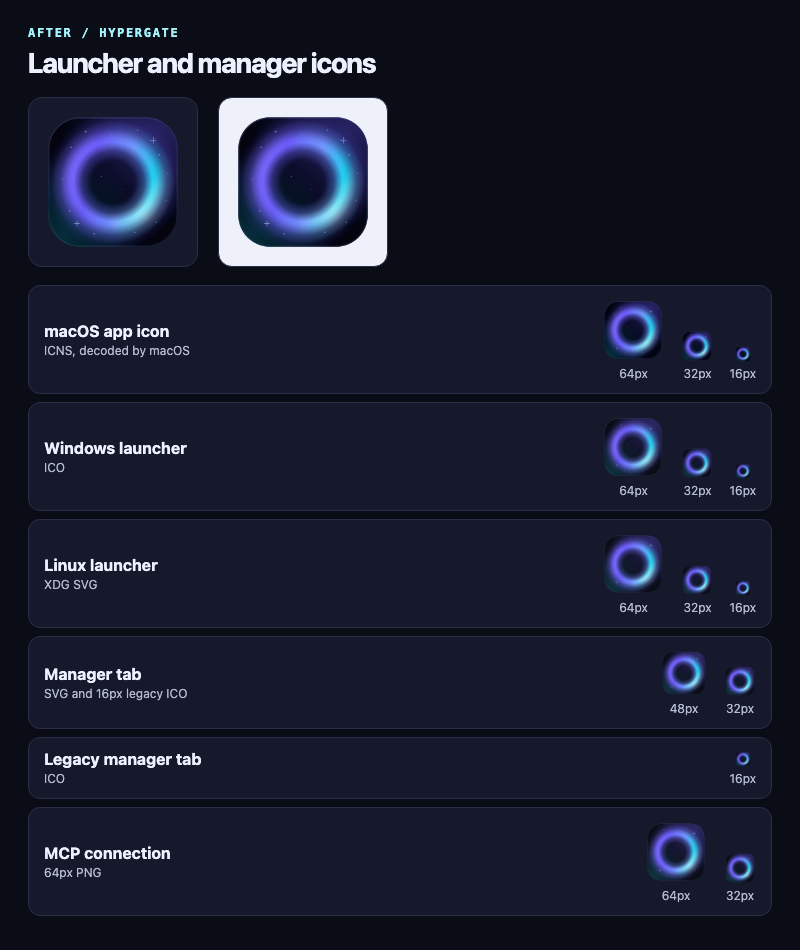 AFTER / HYPERGATE
Launcher and manager icons
macOS app icon
ICNS, decoded by macOS
64px
32px
16px
Windows launcher
ICO
64px
32px
16px
Linux launcher
XDG SVG
64px
32px
16px
Manager tab
SVG and 16px legacy ICO
48px
32px
Legacy manager tab
ICO
16px
MCP connection
64px PNG
64px
32px